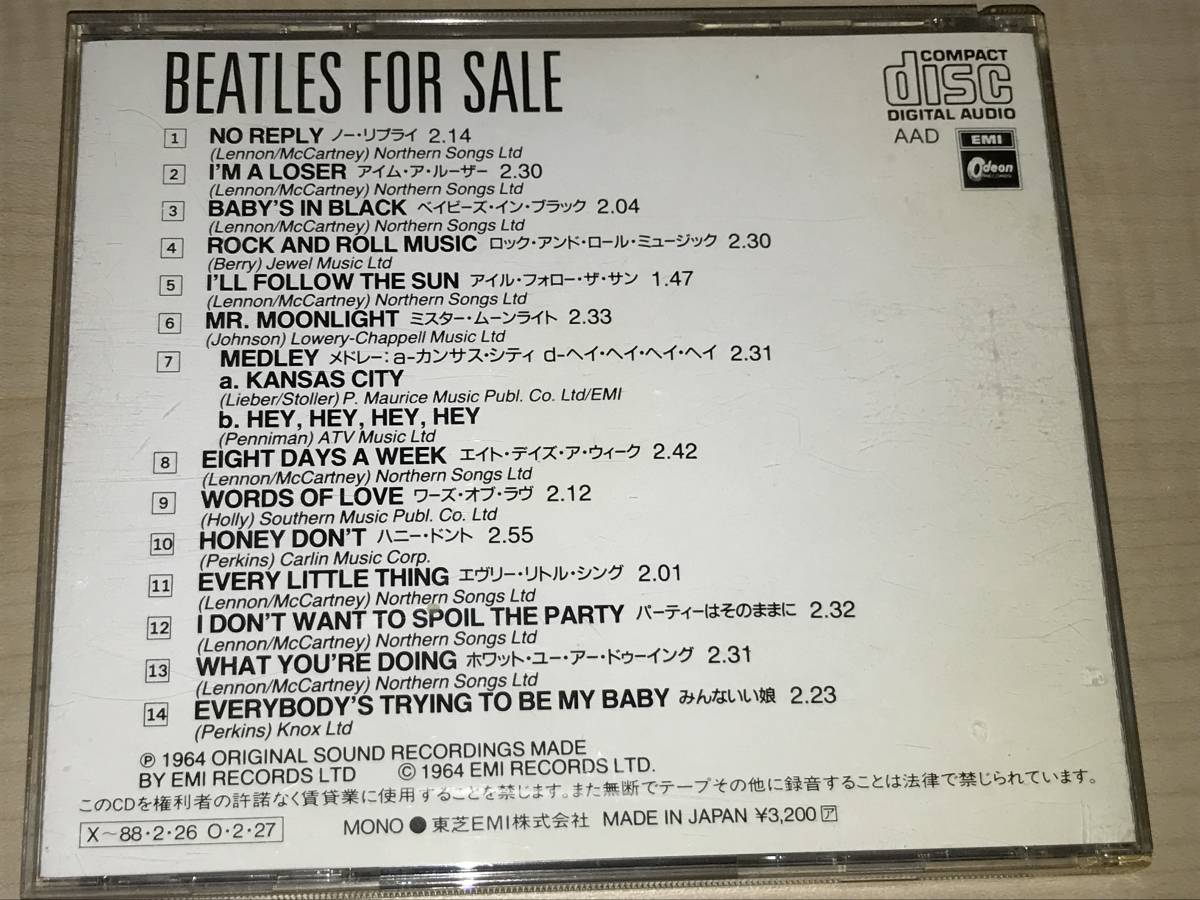 BEATLES FOR SALE
COMPACT
disc
DIGITAL AUDIO
AAD
EMI
Odeon
1 NO REPLY ノー・リプライ 2.14
(Lennon/McCartney) Northern Songs Ltd
2 I'M A LOSER アイム・ア・ルーザー 2.30
(Lennon/McCartney) Northern Songs Ltd
3 BABY'S IN BLACK ベイビーズ・イン・ブラック 2.04
(Lennon/McCartney) Northern Songs Ltd
4 ROCK AND ROLL MUSIC ロック・アンド・ロール・ミュージック 2.30
(Berry) Jewel Music Ltd
5 I'LL FOLLOW THE SUN アイル・フォロー・ザ・サン 1.47
(Lennon/McCartney) Northern Songs Ltd
6 MR. MOONLIGHT ミスター・ムーンライト 2.33
(Johnson) Lowery-Chappell Music Ltd
7 MEDLEY メドレー：a-カンサス・シティ d-ヘイ・ヘイ・ヘイ・ヘイ 2.31
a. KANSAS CITY
(Lieber/Stoller) P. Maurice Music Publ. Co. Ltd/EMI
b. HEY, HEY, HEY, HEY
(Penniman) ATV Music Ltd
8 EIGHT DAYS A WEEK エイト・デイズ・ア・ウィーク 2.42
(Lennon/McCartney) Northern Songs Ltd
9 WORDS OF LOVE ワーズ・オブ・ラヴ 2.12
(Holly) Southern Music Publ. Co. Ltd
10 HONEY DON'T ハニー・ドント 2.55
(Perkins) Carlin Music Corp.
11 EVERY LITTLE THING エヴリー・リトル・シング 2.01
(Lennon/McCartney) Northern Songs Ltd
12 I DON'T WANT TO SPOIL THE PARTY パーティーはそのままに 2.32
(Lennon/McCartney) Northern Songs Ltd
13 WHAT YOU'RE DOING ホワット・ユー・アー・ドゥーイング 2.31
(Lennon/McCartney) Northern Songs Ltd
14 EVERYBODY'S TRYING TO BE MY BABY みんないい娘 2.23
(Perkins) Knox Ltd
Ⓟ 1964 ORIGINAL SOUND RECORDINGS MADE
BY EMI RECORDS LTD © 1964 EMI RECORDS LTD.
このCDを権利者の許諾なく賃貸業に使用することを禁じます。また無断でテープその他に録音することは法律で禁じられています。
X〜88・2・26 O・2・27
MONO ● 東芝EMI株式会社 MADE IN JAPAN ¥3,200 ア